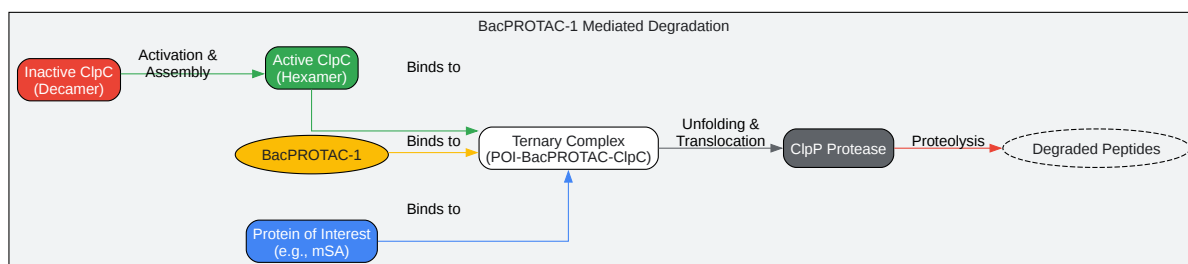 BacPROTAC-1 Mediated Degradation
Inactive ClpC
(Decamer)
Activation &
Assembly
Active ClpC
(Hexamer)
Binds to
BacPROTAC-1
Binds to
Ternary Complex
(POI-BacPROTAC-ClpC)
Unfolding &
Translocation
ClpP Protease
Proteolysis
Degraded Peptides
Binds to
Protein of Interest
(e.g., mSA)